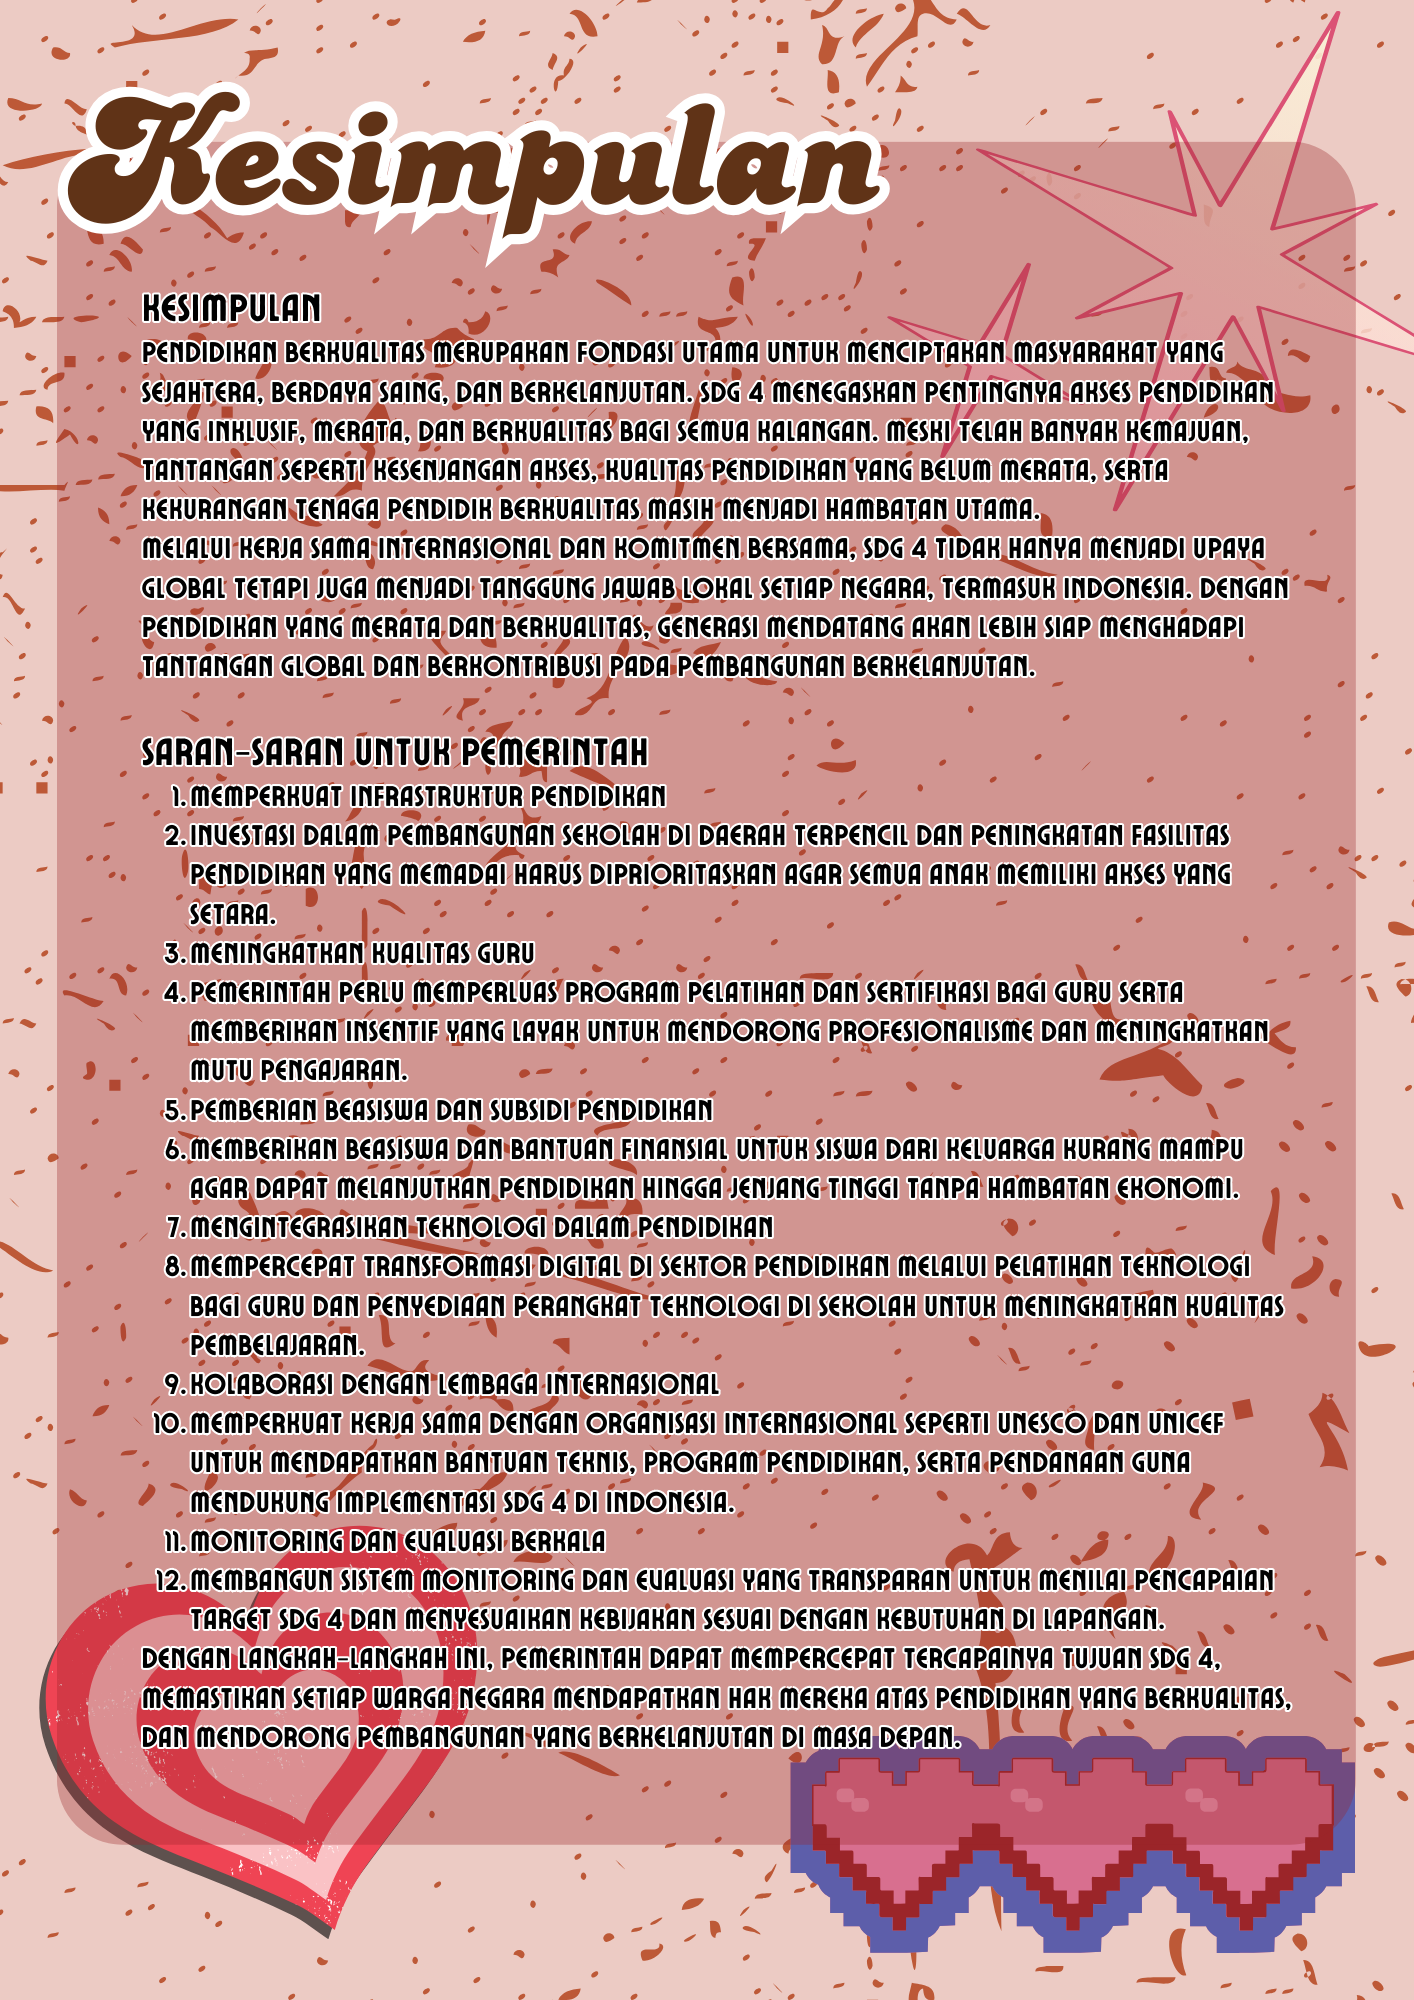 Kesimpulan
KESIMPULAN
PENDIDIKAN BERKUALITAS MERUPAKAN FONDASI UTAMA UNTUK MENCIPTAKAN MASYARAKAT YANG
SEJAHTERA, BERDAYA SAING, DAN BERKELANJUTAN. SDG 4 MENEGASKAN PENTINGNYA AKSES PENDIDIKAN
YANG INKLUSIF, MERATA, DAN BERKUALITAS BAGI SEMUA KALANGAN. MESKI TELAH BANYAK KEMAJUAN,
TANTANGAN SEPERTI KESENJANGAN AKSES, KUALITAS PENDIDIKAN YANG BELUM MERATA, SERTA
KEKURANGAN TENAGA PENDIDIK BERKUALITAS MASIH MENJADI HAMBATAN UTAMA.
MELALUI KERJA SAMA INTERNASIONAL DAN KOMITMEN BERSAMA, SDG 4 TIDAK HANYA MENJADI UPAYA
GLOBAL TETAPI JUGA MENJADI TANGGUNG JAWAB LOKAL SETIAP NEGARA, TERMASUK INDONESIA. DENGAN
PENDIDIKAN YANG MERATA DAN BERKUALITAS, GENERASI MENDATANG AKAN LEBIH SIAP MENGHADAPI
TANTANGAN GLOBAL DAN BERKONTRIBUSI PADA PEMBANGUNAN BERKELANJUTAN.
SARAN-SARAN UNTUK PEMERINTAH
1. MEMPERKUAT INFRASTRUKTUR PENDIDIKAN
2. INVESTASI DALAM PEMBANGUNAN SEKOLAH DI DAERAH TERPENCIL DAN PENINGKATAN FASILITAS
PENDIDIKAN YANG MEMADAI HARUS DIPRIORITASKAN AGAR SEMUA ANAK MEMILIKI AKSES YANG
SETARA.
3. MENINGKATKAN KUALITAS GURU
4. PEMERINTAH PERLU MEMPERLUAS PROGRAM PELATIHAN DAN SERTIFIKASI BAGI GURU SERTA
MEMBERIKAN INSENTIF YANG LAYAK UNTUK MENDORONG PROFESIONALISME DAN MENINGKATKAN
MUTU PENGAJARAN.
5. PEMBERIAN BEASISWA DAN SUBSIDI PENDIDIKAN
6. MEMBERIKAN BEASISWA DAN BANTUAN FINANSIAL UNTUK SISWA DARI KELUARGA KURANG MAMPU
AGAR DAPAT MELANJUTKAN PENDIDIKAN HINGGA JENJANG TINGGI TANPA HAMBATAN EKONOMI.
7. MENGINTEGRASIKAN TEKNOLOGI DALAM PENDIDIKAN
8. MEMPERCEPAT TRANSFORMASI DIGITAL DI SEKTOR PENDIDIKAN MELALUI PELATIHAN TEKNOLOGI
BAGI GURU DAN PENYEDIAAN PERANGKAT TEKNOLOGI DI SEKOLAH UNTUK MENINGKATKAN KUALITAS
PEMBELAJARAN.
9. KOLABORASI DENGAN LEMBAGA INTERNASIONAL
10. MEMPERKUAT KERJA SAMA DENGAN ORGANISASI INTERNASIONAL SEPERTI UNESCO DAN UNICEF
UNTUK MENDAPATKAN BANTUAN TEKNIS, PROGRAM PENDIDIKAN, SERTA PENDANAAN GUNA
MENDUKUNG IMPLEMENTASI SDG 4 DI INDONESIA.
11. MONITORING DAN EVALUASI BERKALA
12. MEMBANGUN SISTEM MONITORING DAN EVALUASI YANG TRANSPARAN UNTUK MENILAI PENCAPAIAN
TARGET SDG 4 DAN MENYESUAIKAN KEBIJAKAN SESUAI DENGAN KEBUTUHAN DI LAPANGAN.
DENGAN LANGKAH-LANGKAH INI, PEMERINTAH DAPAT MEMPERCEPAT TERCAPAINYA TUJUAN SDG 4,
MEMASTIKAN SETIAP WARGA NEGARA MENDAPATKAN HAK MEREKA ATAS PENDIDIKAN YANG BERKUALITAS,
DAN MENDORONG PEMBANGUNAN YANG BERKELANJUTAN DI MASA DEPAN.